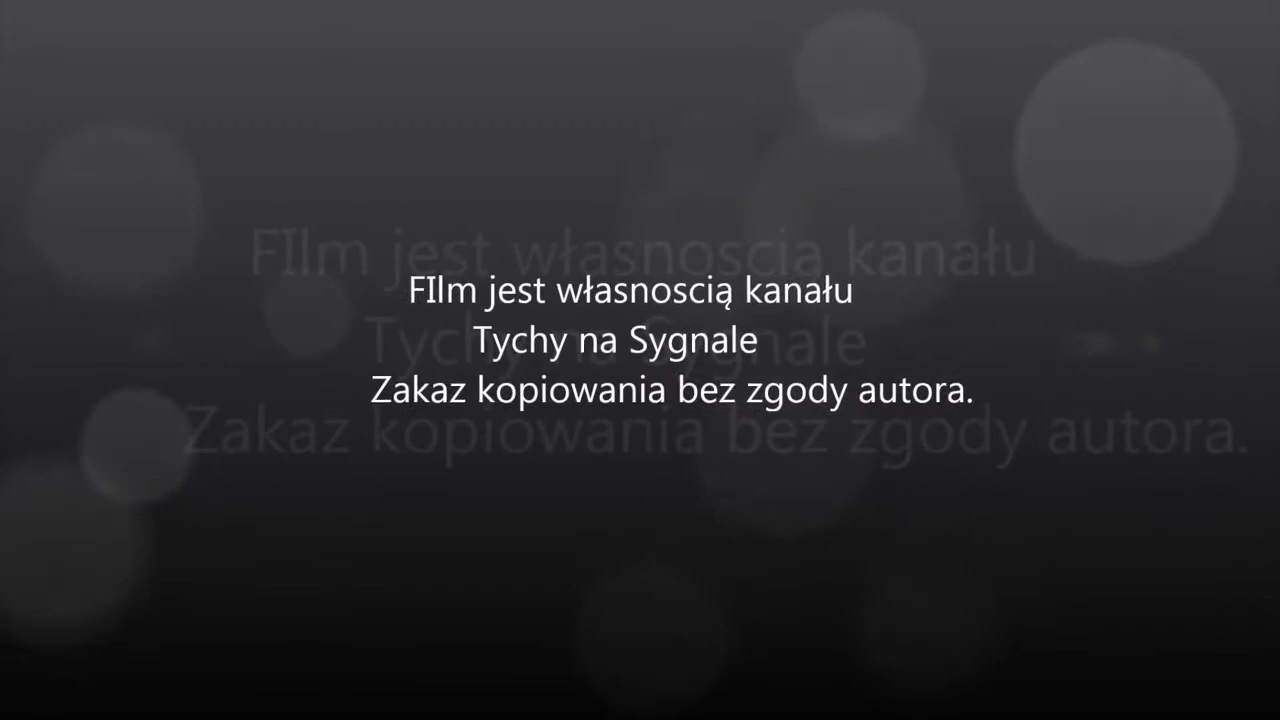 FIlm jest własnoscią kanału
Tychy na Sygnale
Zakaz kopiowania bez zgody autora.